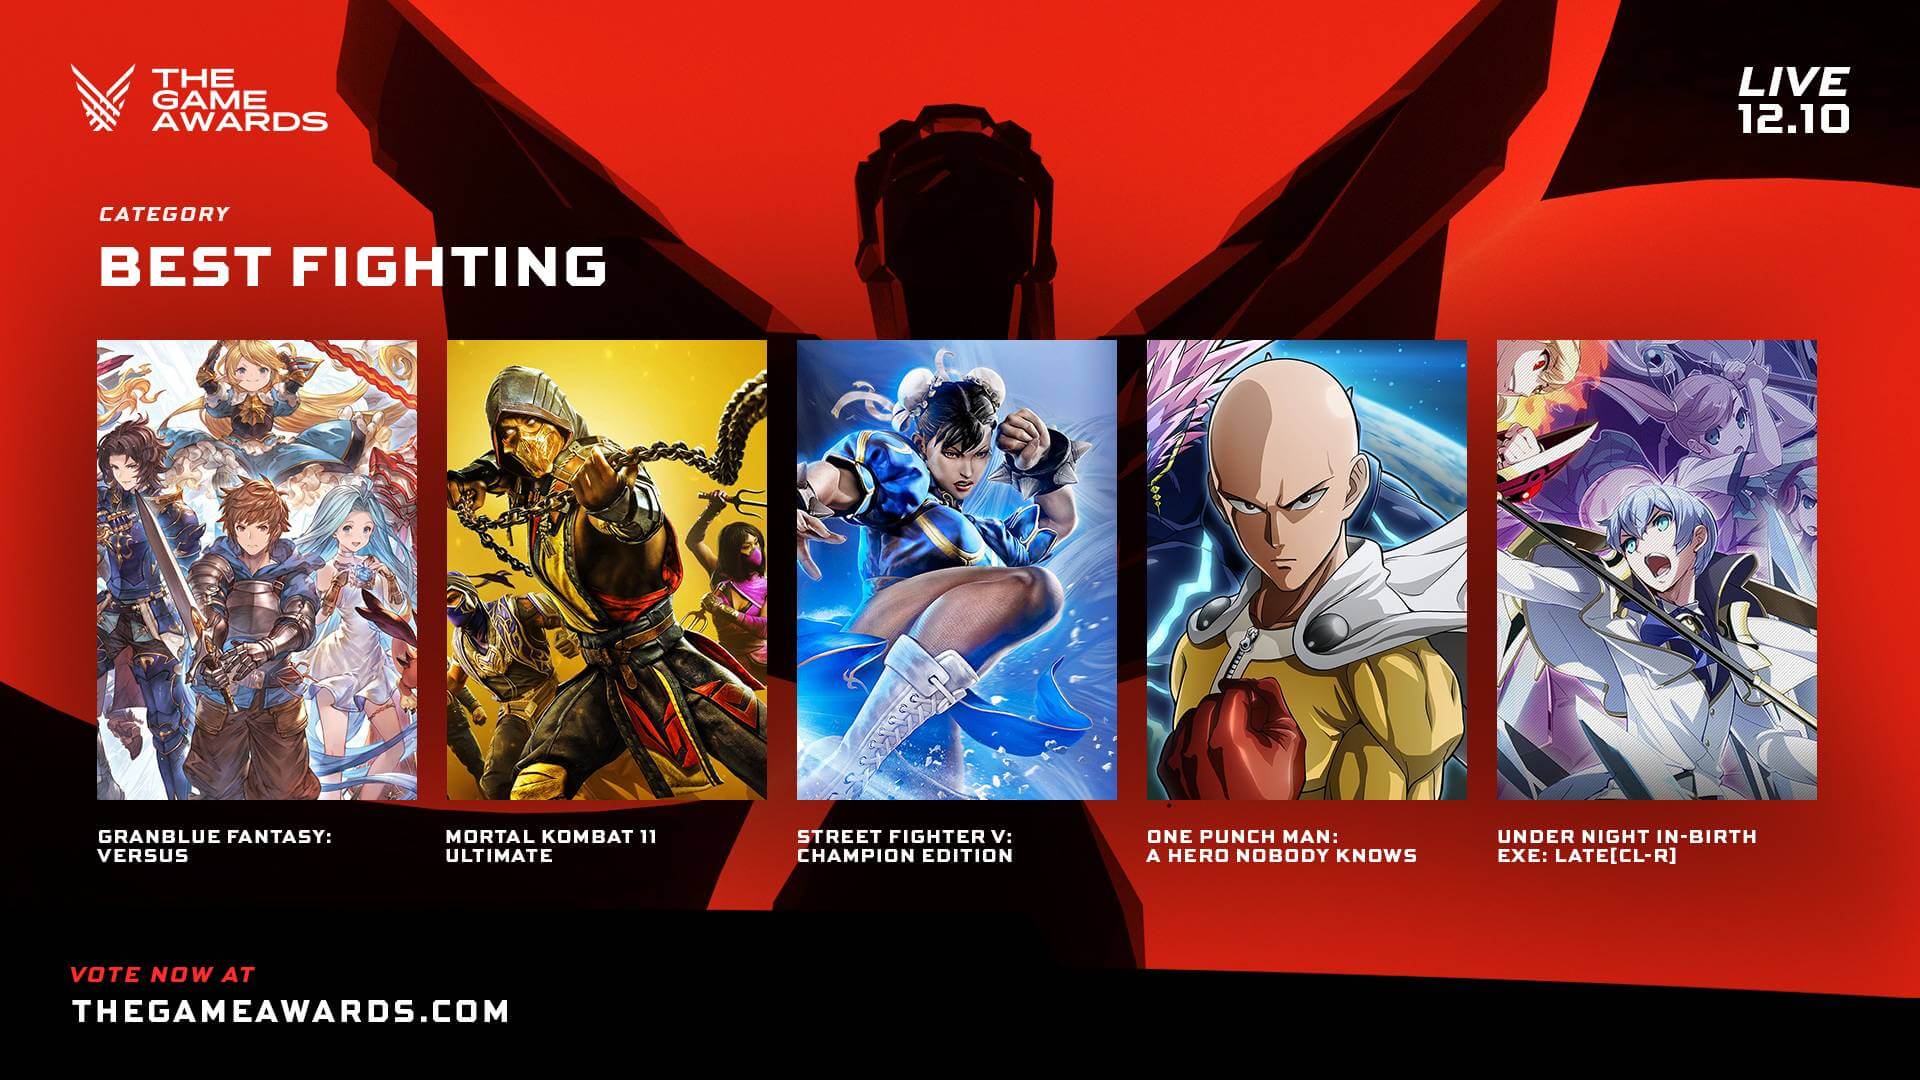 THE
GAME
AWARDS
LIVE
12.10
CATEGORY
BEST FIGHTING
GRANBLUE FANTASY:
VERSUS
MORTAL KOMBAT 11
ULTIMATE
STREET FIGHTER V:
CHAMPION EDITION
ONE PUNCH MAN:
A HERO NOBODY KNOWS
UNDER NIGHT IN-BIRTH
EXE: LATE[CL-R]
VOTE NOW AT
THEGAMEAWARDS.COM